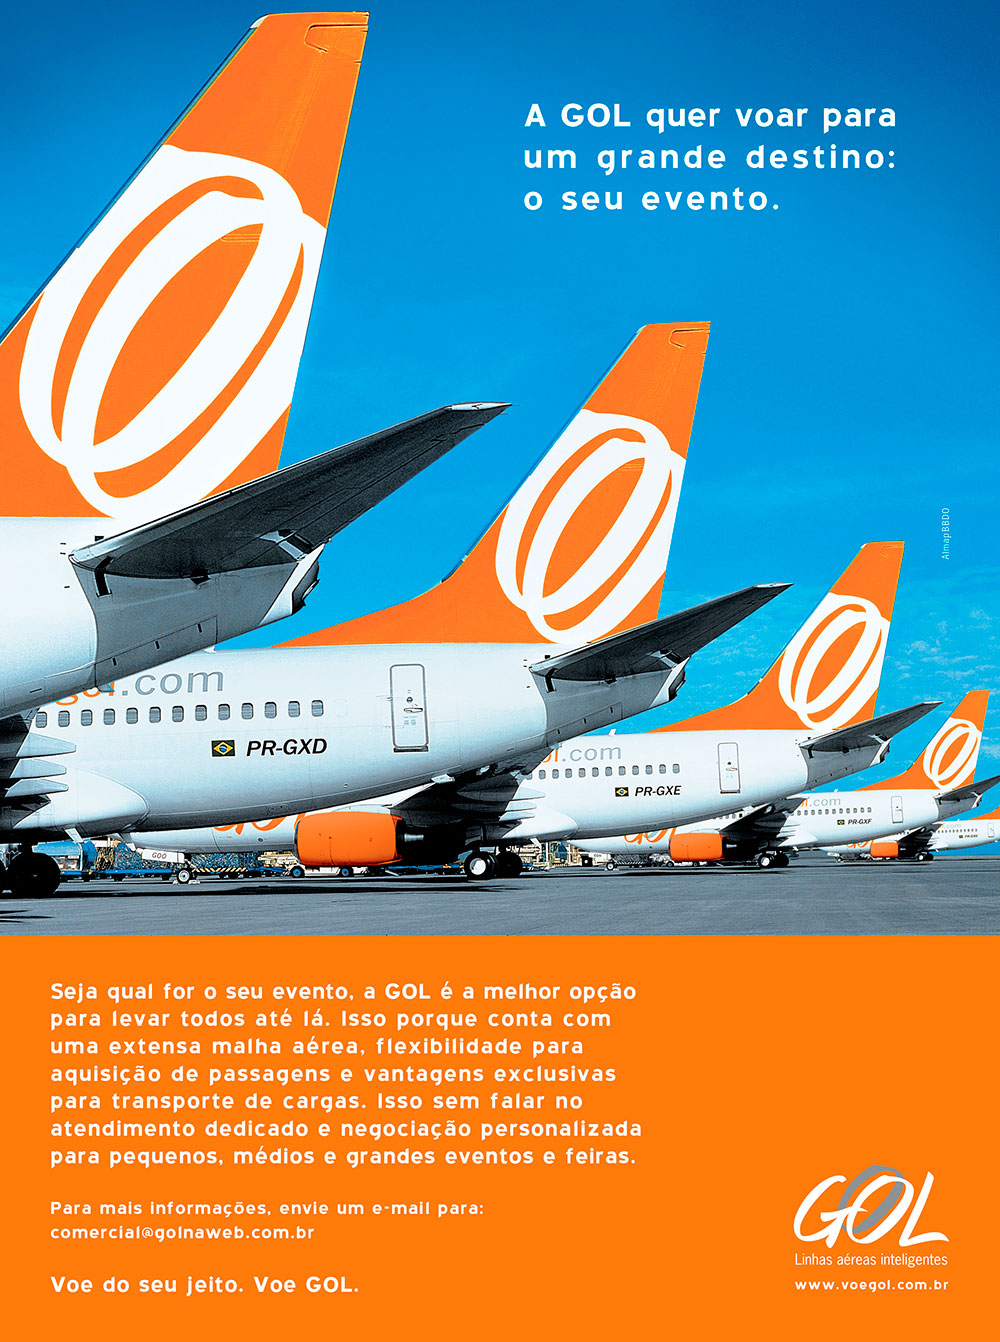 A GOL quer voar para
um grande destino:
o seu evento.
AlmapBBDO
gol.com
PR-GXD
ol.com
PR-GXE
ol.com
PR-GXF
GOO
Seja qual for o seu evento, a GOL é a melhor opção
para levar todos até lá. Isso porque conta com
uma extensa malha aérea, flexibilidade para
aquisição de passagens e vantagens exclusivas
para transporte de cargas. Isso sem falar no
atendimento dedicado e negociação personalizada
para pequenos, médios e grandes eventos e feiras.
Para mais informações, envie um e-mail para:
comercial@golnaweb.com.br
Voe do seu jeito. Voe GOL.
GOL
Linhas aéreas inteligentes
www.voegol.com.br